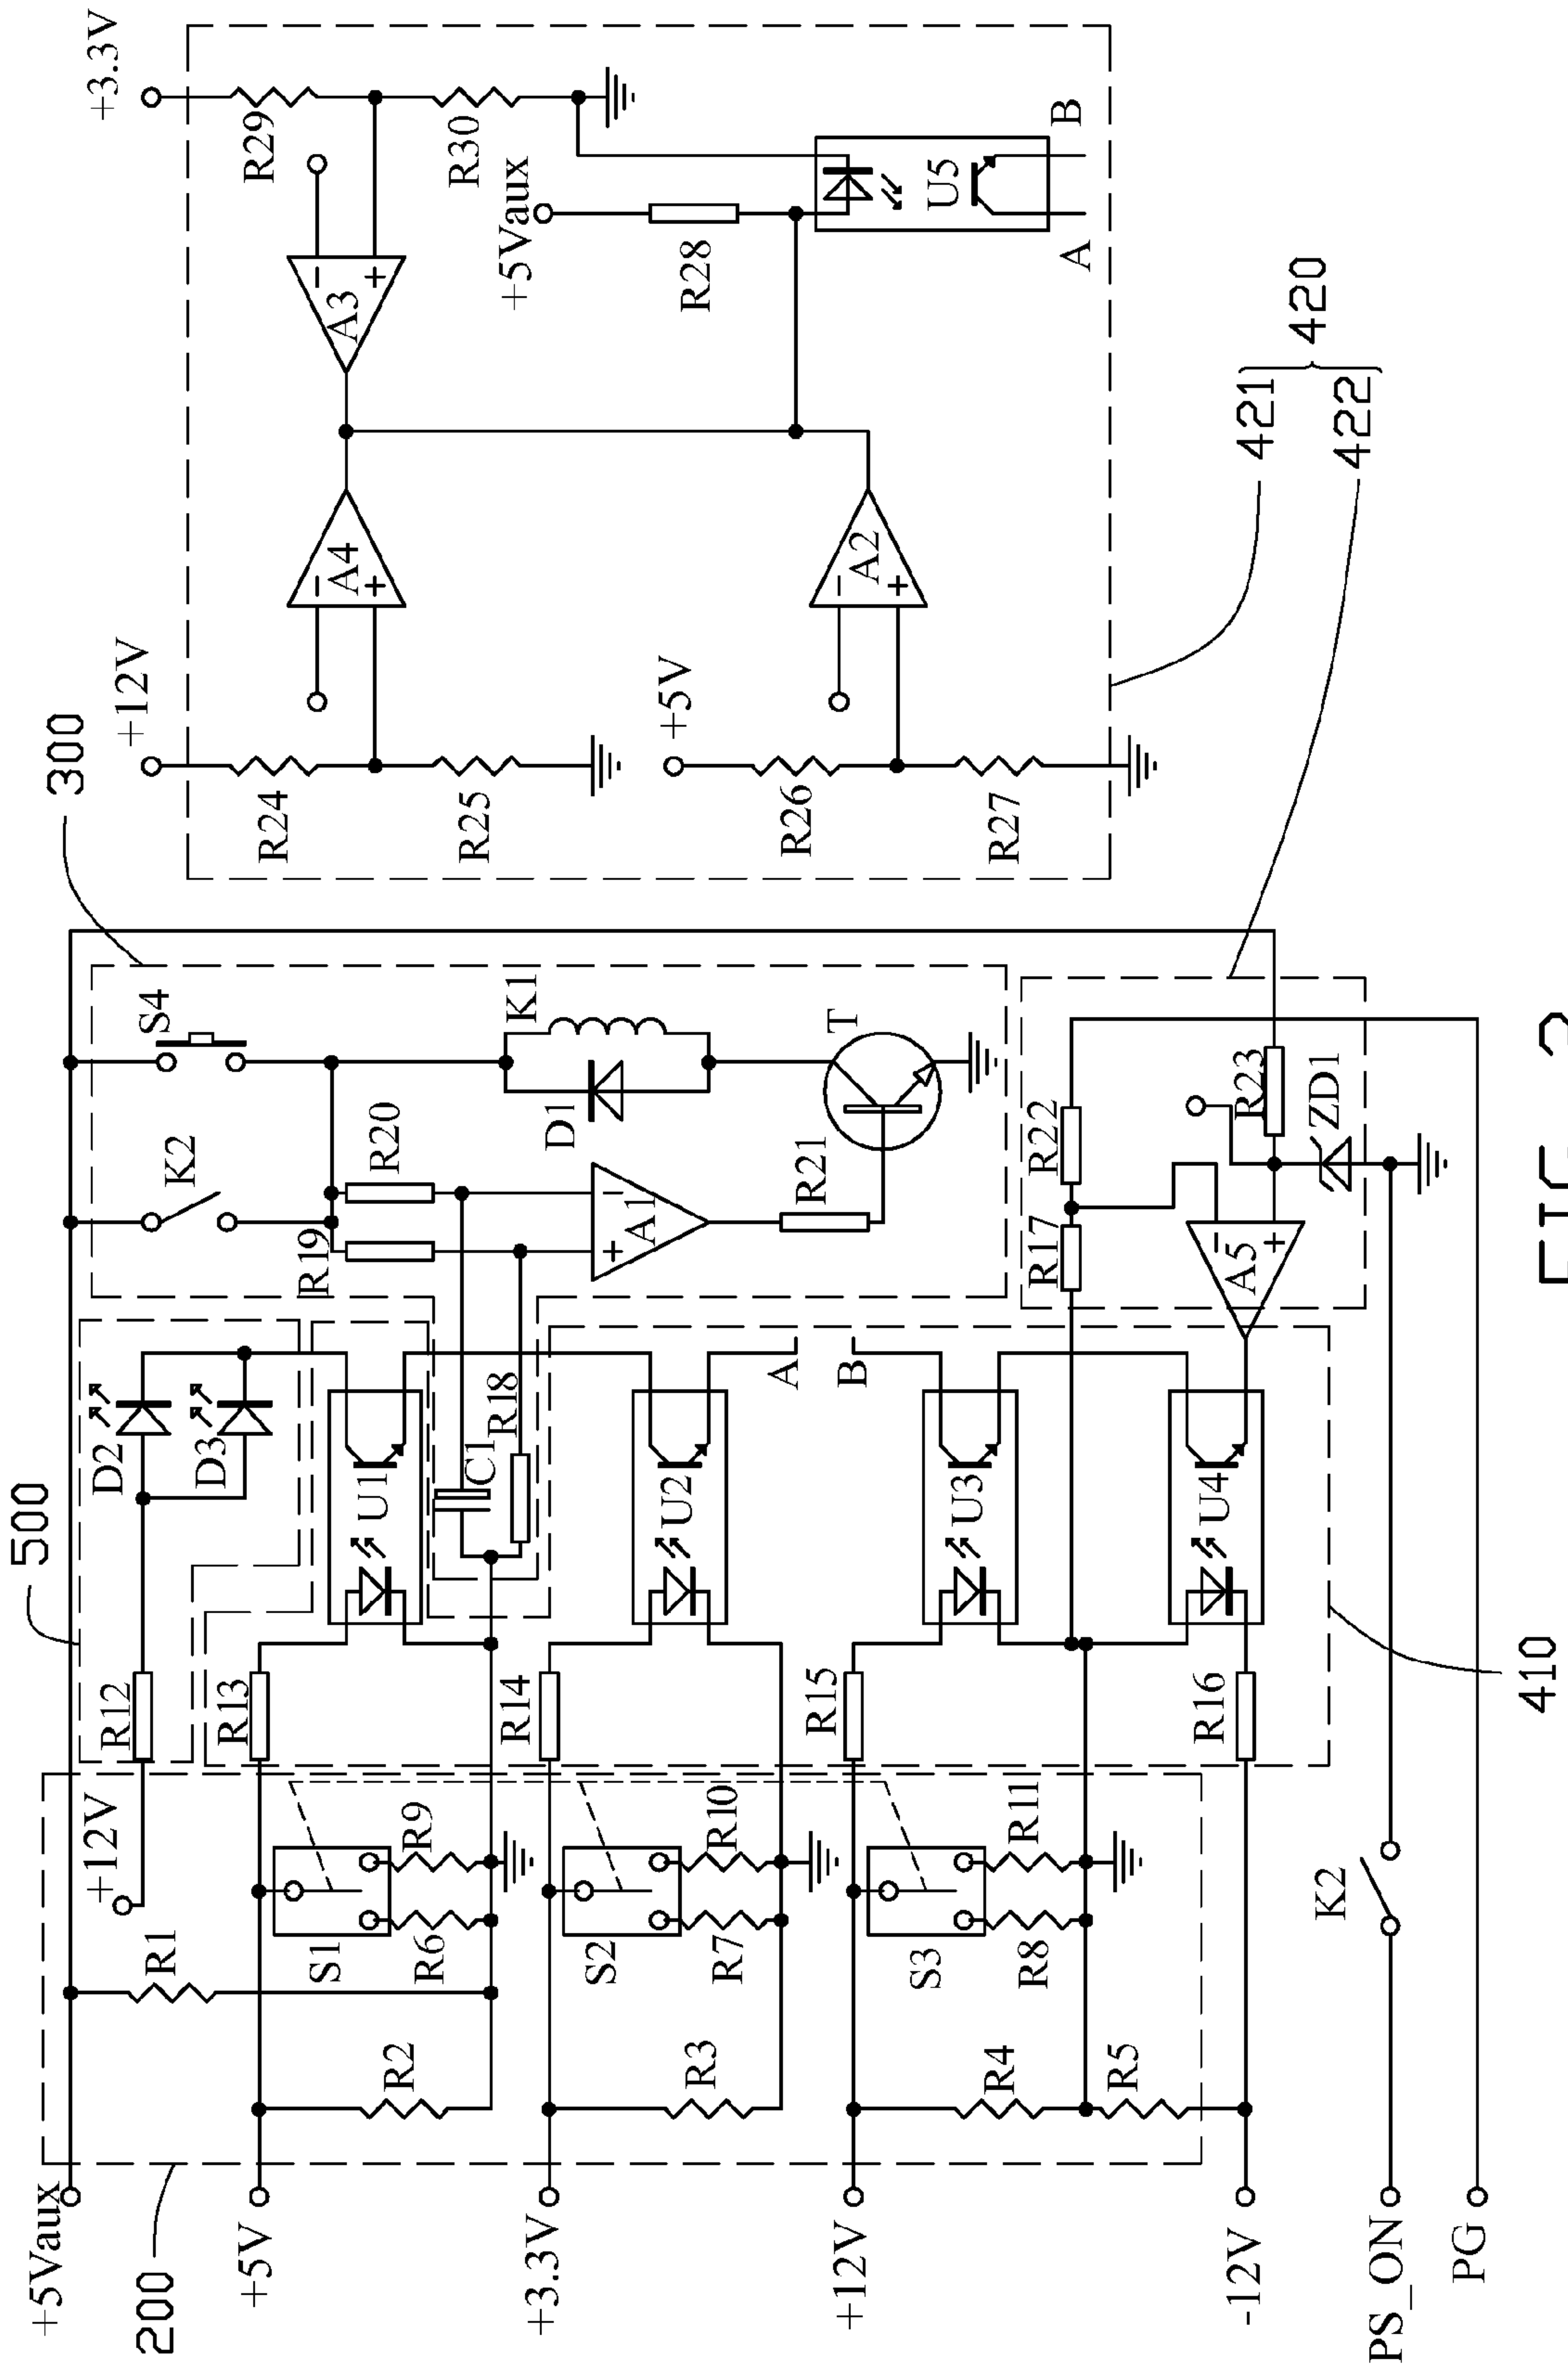 +5Vaux
200
+5V
+3.3V
+12V
-12V
PS_ON
PG
R1
+12V
R2
S1
R6
R9
R3
S2
R7
R10
R4
S3
R8
R11
R5
K2
500
R12
D2
D3
R13
U1
C1
R18
R14
U2
A
B
R15
U3
R16
U4
410
300
K2
S4
R19
R20
D1
K1
A1
+
−
R21
T
R17
R22
R23
A5
−
+
ZD1
421
422
420
+12V
R24
R25
A4
−
+
+3.3V
R29
R30
A3
−
+
+5V
R26
R27
A2
−
+
+5Vaux
R28
U5
A
B